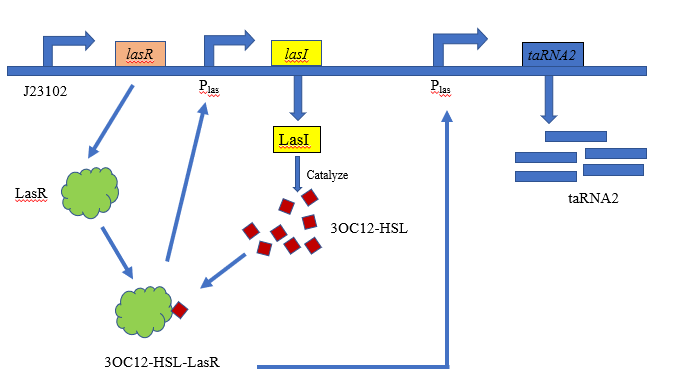 lasR
lasI
taRNA2
J23102
Plas
Plas
LasI
Catalyze
LasR
taRNA2
3OC12-HSL
3OC12-HSL-LasR